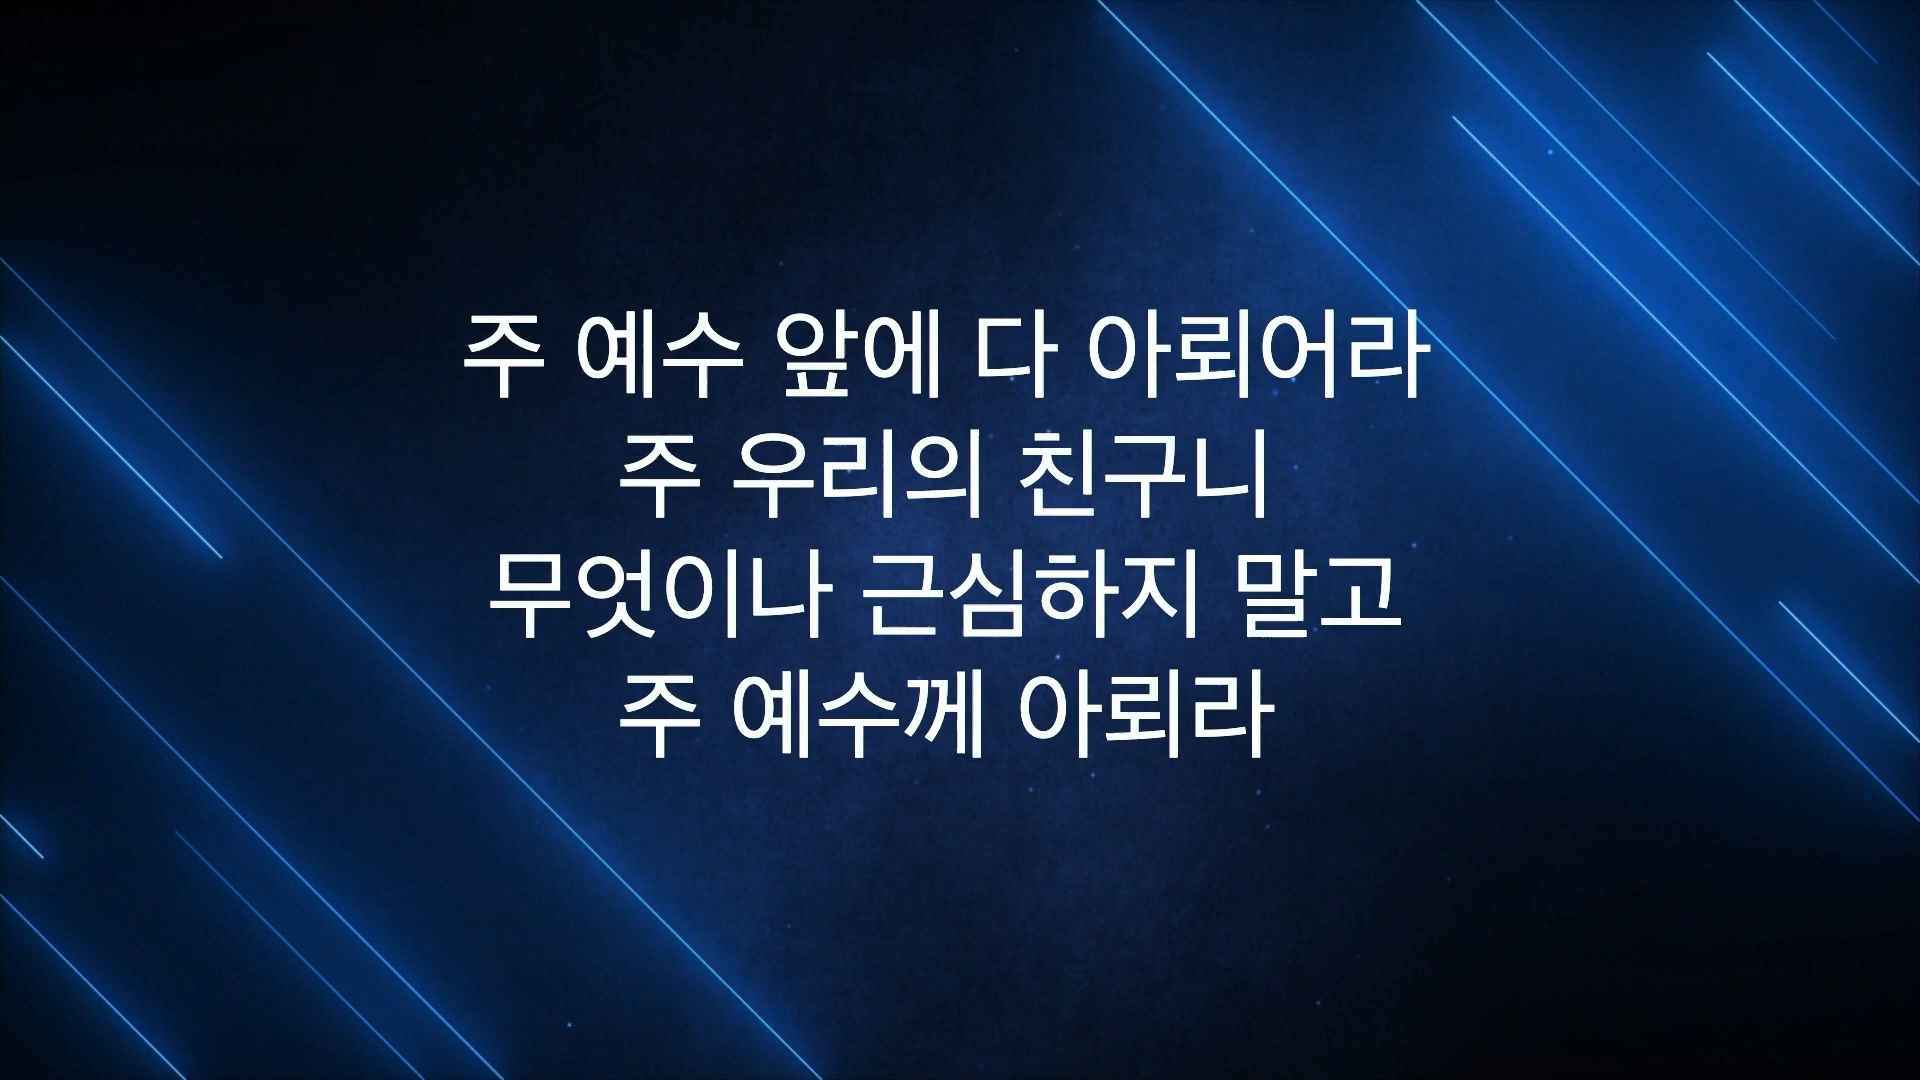 주 예수 앞에 다 아뢰어라
주 우리의 친구니
무엇이나 근심하지 말고
주 예수께 아뢰라